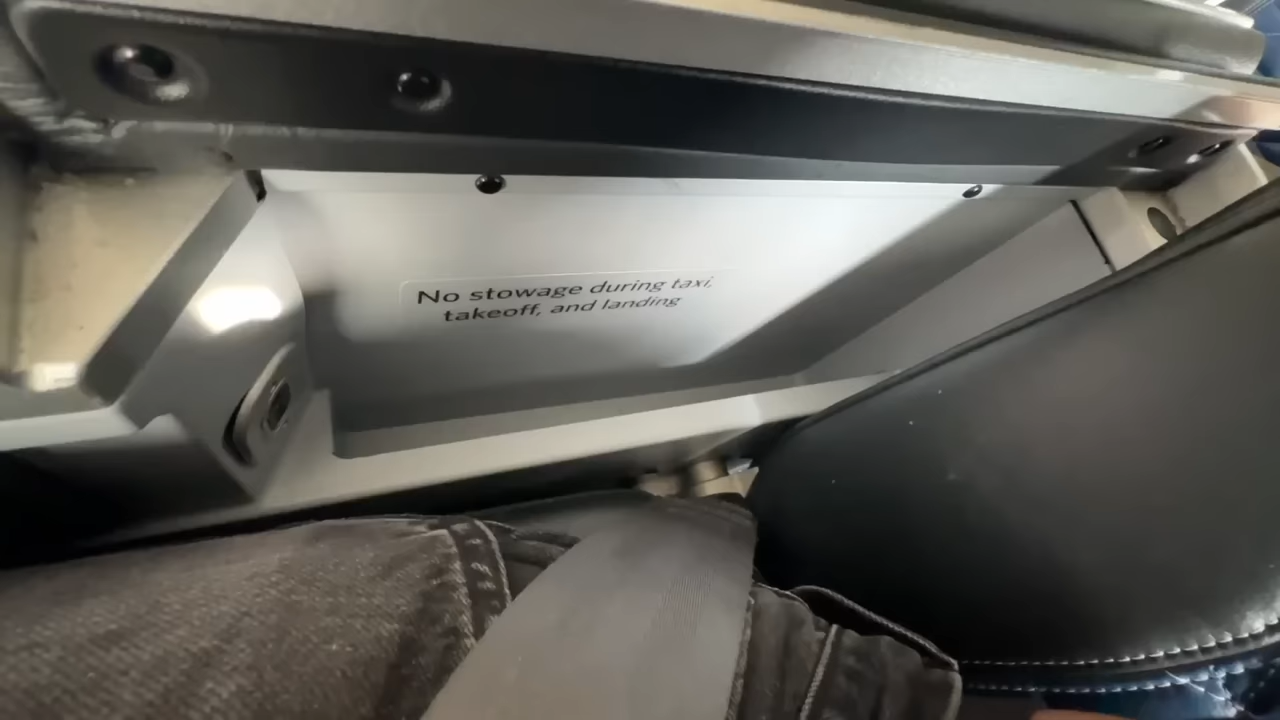 No stowage during taxi,
takeoff, and landing